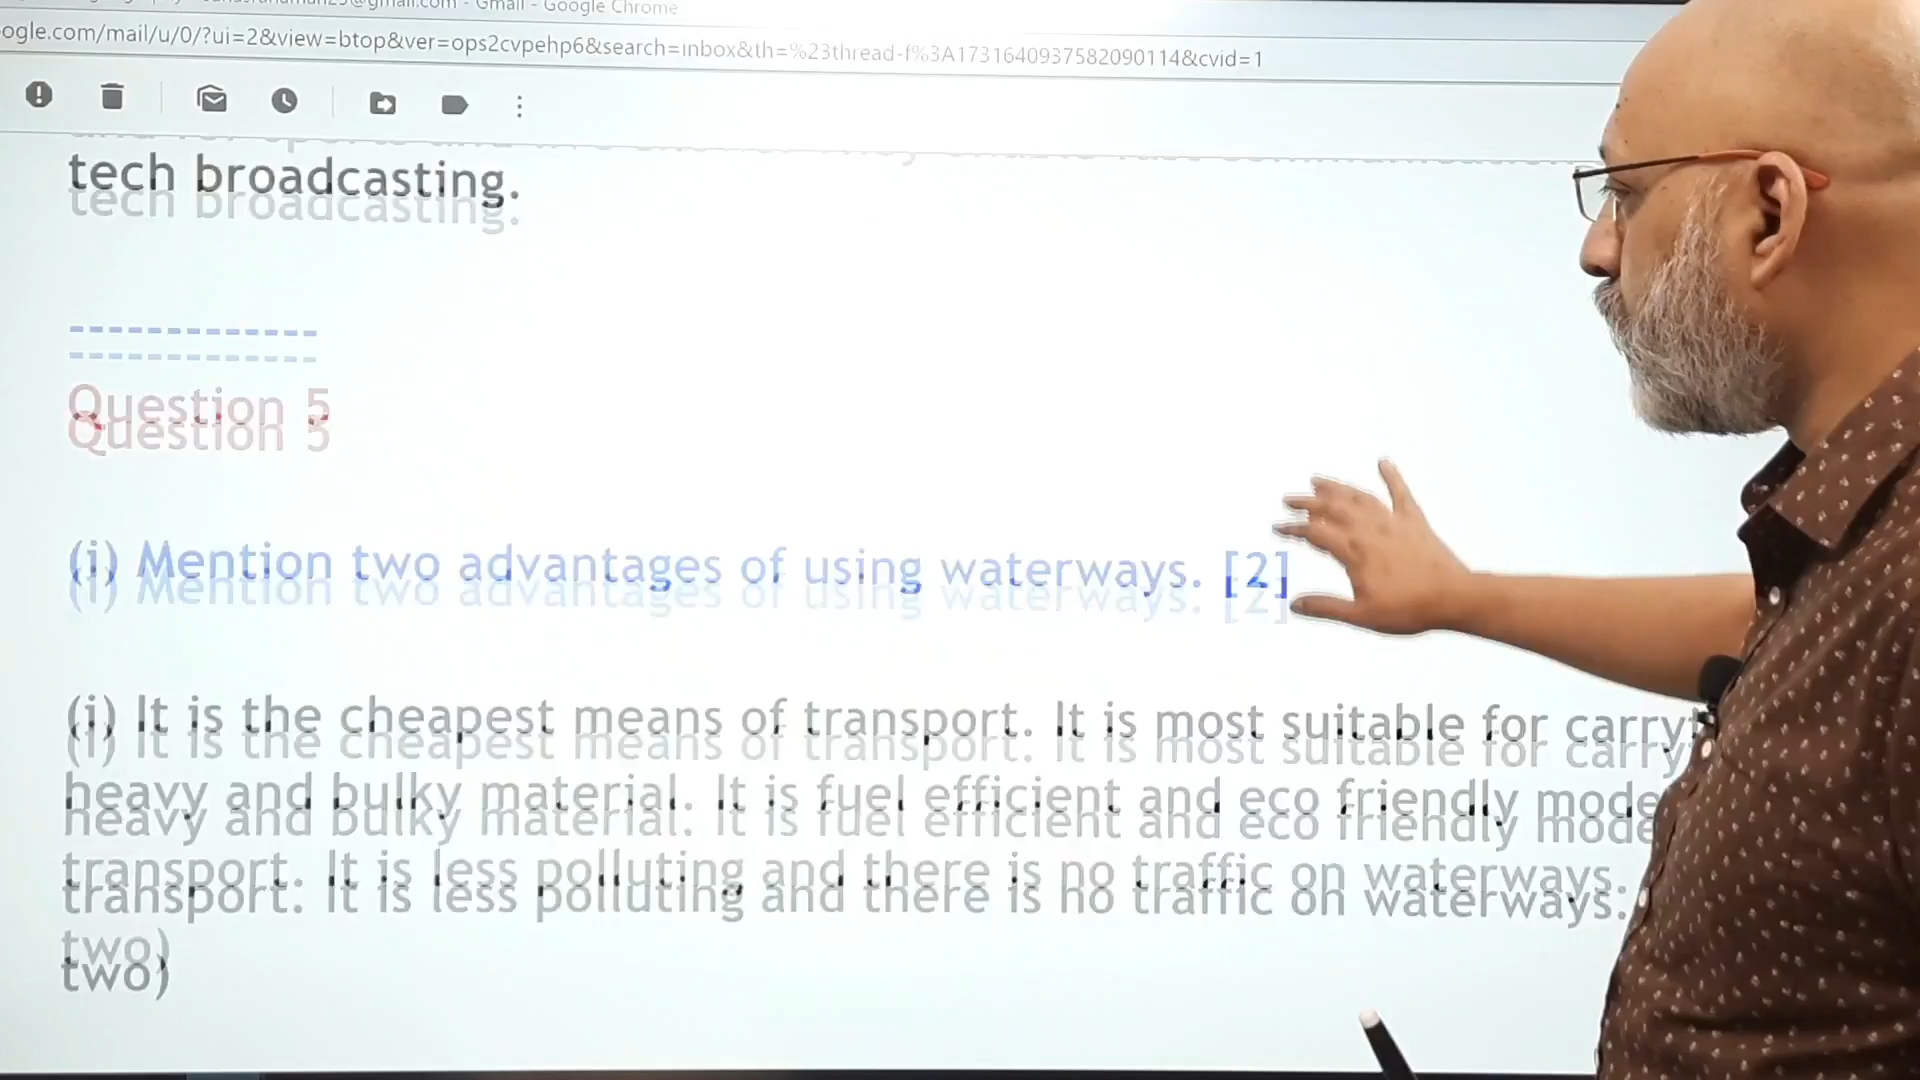 - Gmail - Google Chrome
ogle.com/mail/u/0/?ui=2&view=btop&ver=ops2cvpehp6&search=inbox&th=%23thread-f%3A1731640937582090114&cvid=1
tech broadcasting.
-------------
Question 5
(i) Mention two advantages of using waterways. [2]
(i) It is the cheapest means of transport. It is most suitable for carry
heavy and bulky material. It is fuel efficient and eco friendly mode
transport. It is less polluting and there is no traffic on waterways.
two)